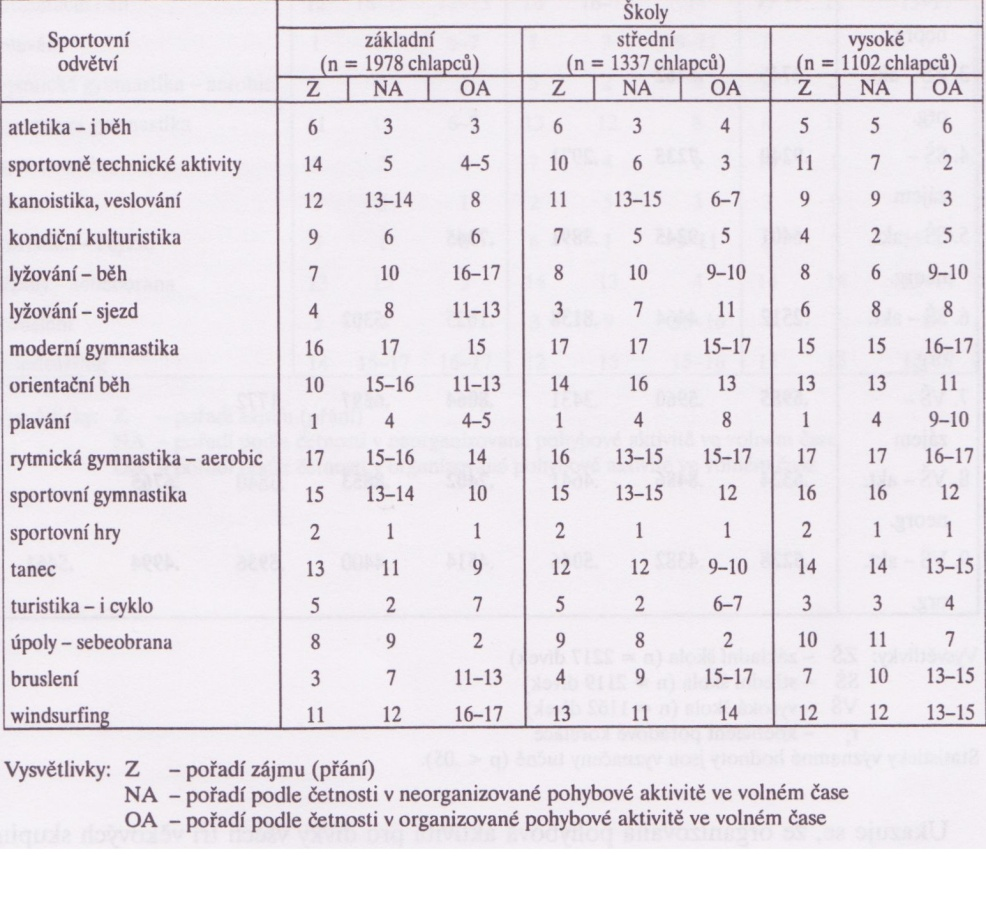 Školy
Sportovní odvětví základní střední vysoké
(n = 1978 chlapců) (n = 1337 chlapců) (n = 1102 chlapců)
Z NA OA Z NA OA Z NA OA
atletika – i běh 6 3 3 6 3 4 5 5 6
sportovně technické aktivity 14 5 4–5 10 6 3 11 7 2
kanoistika, veslování 12 13–14 8 11 13–15 6–7 9 9 3
kondiční kulturistika 9 6 6 7 5 5 4 2 5
lyžování – běh 7 10 16–17 8 10 9–10 8 6 9–10
lyžování – sjezd 4 8 11–13 3 7 11 6 8 8
moderní gymnastika 16 17 15 17 17 15–17 15 15 16–17
orientační běh 10 15–16 11–13 14 16 13 13 13 11
plavání 1 4 4–5 1 4 8 1 4 9–10
rytmická gymnastika – aerobic 17 15–16 14 16 13–15 15–17 17 17 16–17
sportovní gymnastika 15 13–14 10 15 13–15 12 16 16 12
sportovní hry 2 1 1 2 1 1 2 1 1
tanec 13 11 9 12 12 9–10 14 14 13–15
turistika – i cyklo 5 2 7 5 2 6–7 3 3 4
úpoly – sebeobrana 8 9 2 9 8 2 10 11 7
bruslení 3 7 11–13 4 9 15–17 7 10 13–15
windsurfing 11 12 16–17 13 11 14 12 12 13–15
Vysvětlivky: Z – pořadí zájmu (přání)
NA – pořadí podle četnosti v neorganizované pohybové aktivitě ve volném čase
OA – pořadí podle četnosti v organizované pohybové aktivitě ve volném čase